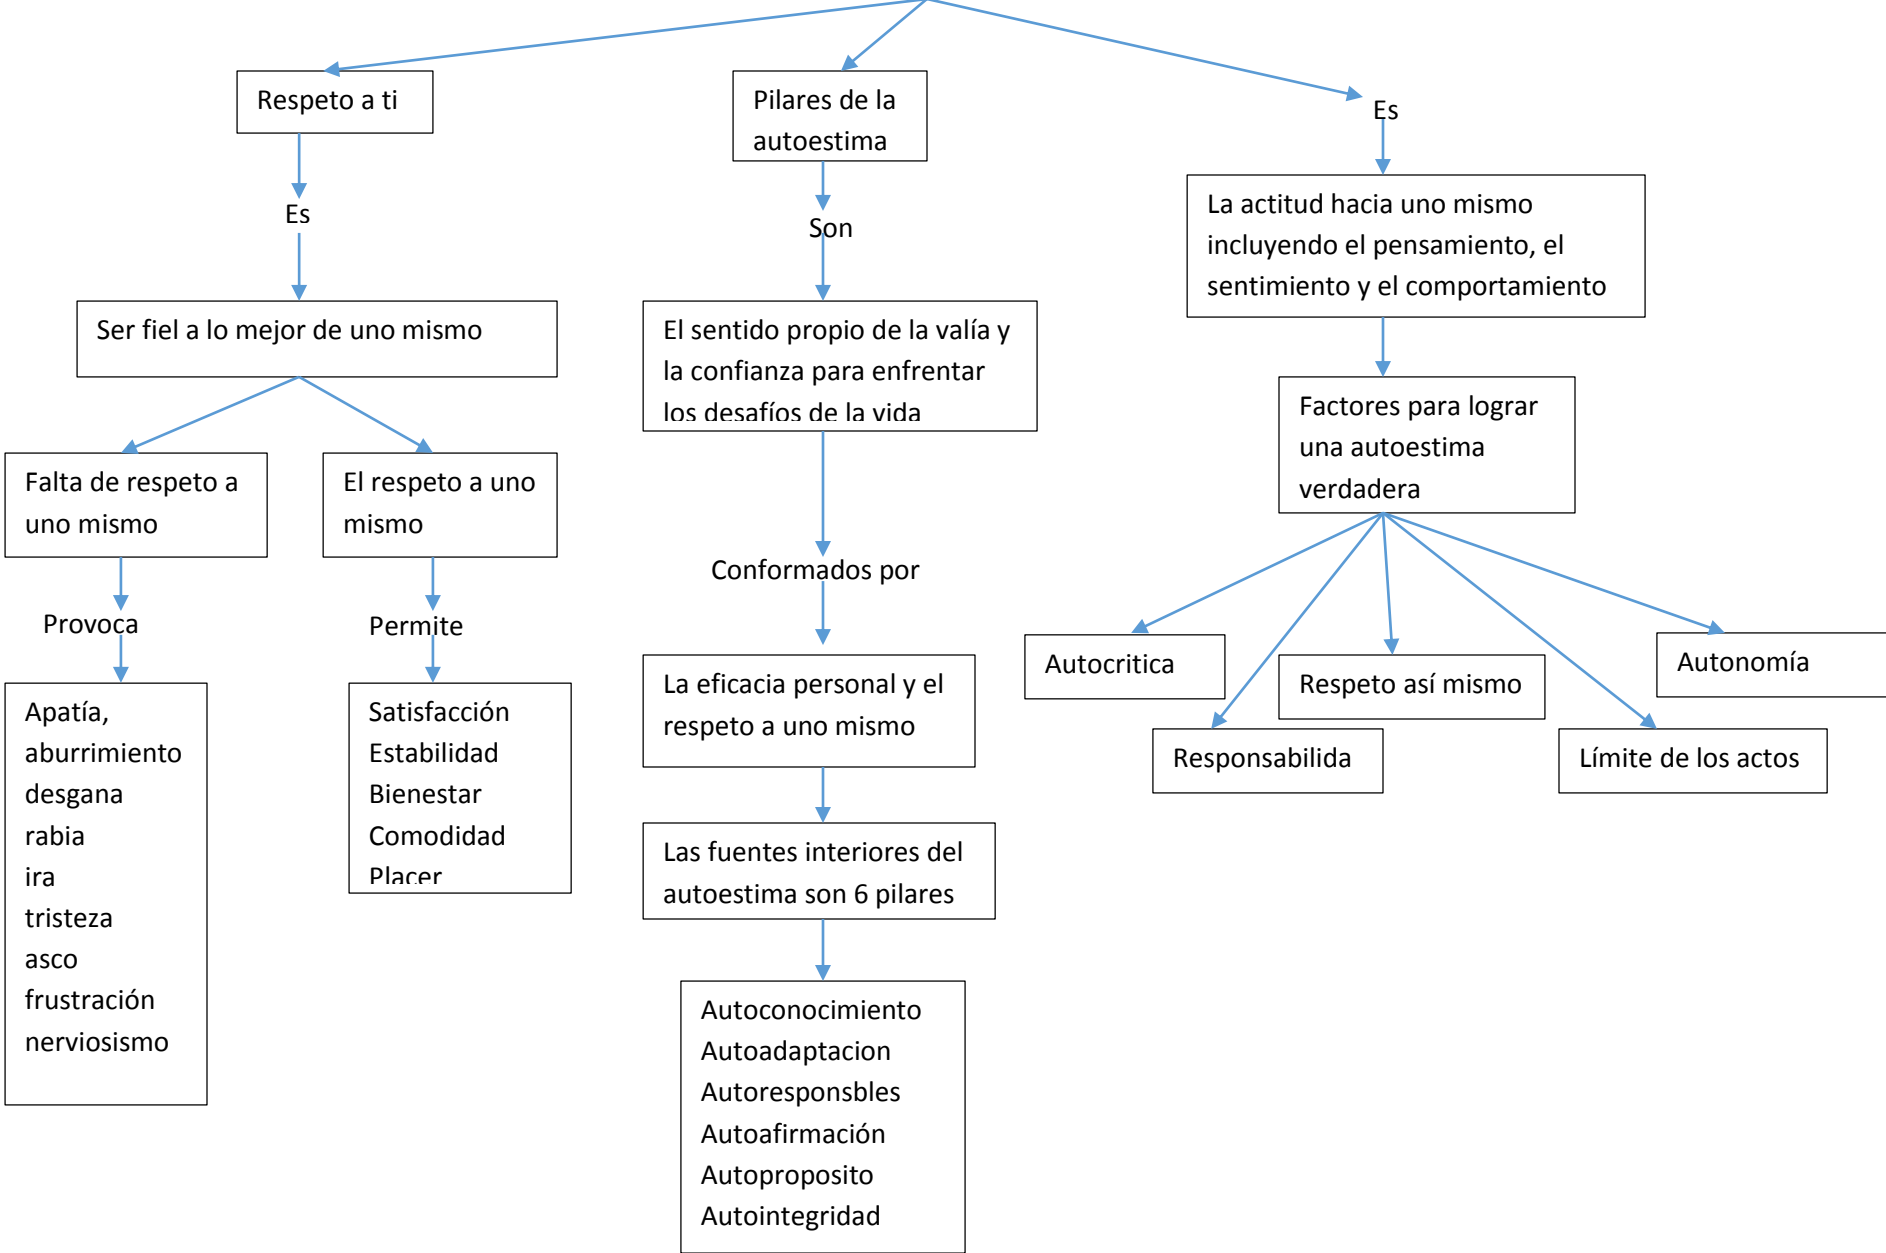 Respeto a ti
Es
Ser fiel a lo mejor de uno mismo
Falta de respeto a
uno mismo
Provoca
Apatía,
aburrimiento
desgana
rabia
ira
tristeza
asco
frustración
nerviosismo
El respeto a uno
mismo
Permite
Satisfacción
Estabilidad
Bienestar
Comodidad
Placer
Pilares de la
autoestima
Son
El sentido propio de la valía y
la confianza para enfrentar
los desafíos de la vida
Conformados por
La eficacia personal y el
respeto a uno mismo
Las fuentes interiores del
autoestima son 6 pilares
Autoconocimiento
Autoadaptacion
Autoresponsbles
Autoafirmación
Autoproposito
Autointegridad
Es
La actitud hacia uno mismo
incluyendo el pensamiento, el
sentimiento y el comportamiento
Factores para lograr
una autoestima
verdadera
Autocritica
Responsabilida
Respeto así mismo
Límite de los actos
Autonomía